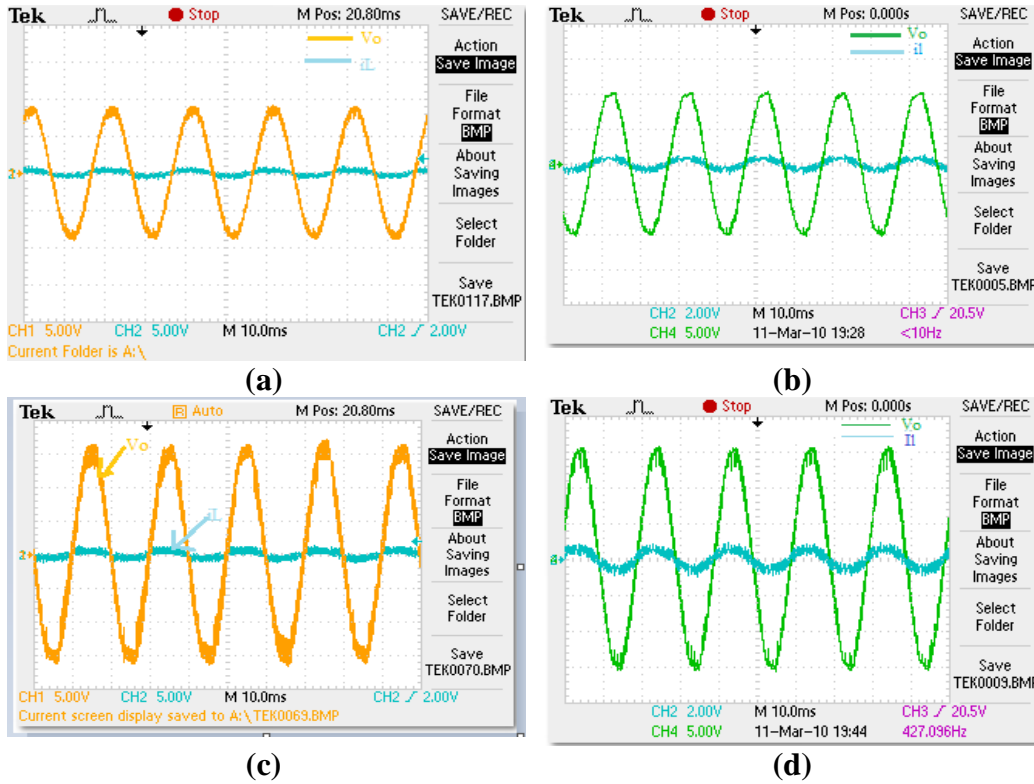 Tek Stop M Pos: 20.80ms SAVE/REC
Vo
iL
Action
Save Image
File
Format
BMP
About
Saving
Images
Select
Folder
Save
TEK0117.BMP
2
CH1 5.00V CH2 5.00V M 10.0ms CH2 2.00V
Current Folder is A:\
(a)
Tek Stop M Pos: 0.000s SAVE/REC
Vo
i1
Action
Save Image
File
Format
BMP
About
Saving
Images
Select
Folder
Save
TEK0005.BMP
CH2 2.00V M 10.0ms CH3 20.5V
CH4 5.00V 11-Mar-10 19:28 <10Hz
(b)
Tek R Auto M Pos: 20.80ms SAVE/REC
Vo
iL
Action
Save Image
File
Format
BMP
About
Saving
Images
Select
Folder
Save
TEK0070.BMP
2
CH1 5.00V CH2 5.00V M 10.0ms CH2 2.00V
Current screen display saved to A:\TEK0069.BMP
(c)
Tek Stop M Pos: 0.000s SAVE/REC
Vo
I1
Action
Save Image
File
Format
BMP
About
Saving
Images
Select
Folder
Save
TEK0009.BMP
CH2 2.00V M 10.0ms CH3 20.5V
CH4 5.00V 11-Mar-10 19:44 427.096Hz
(d)